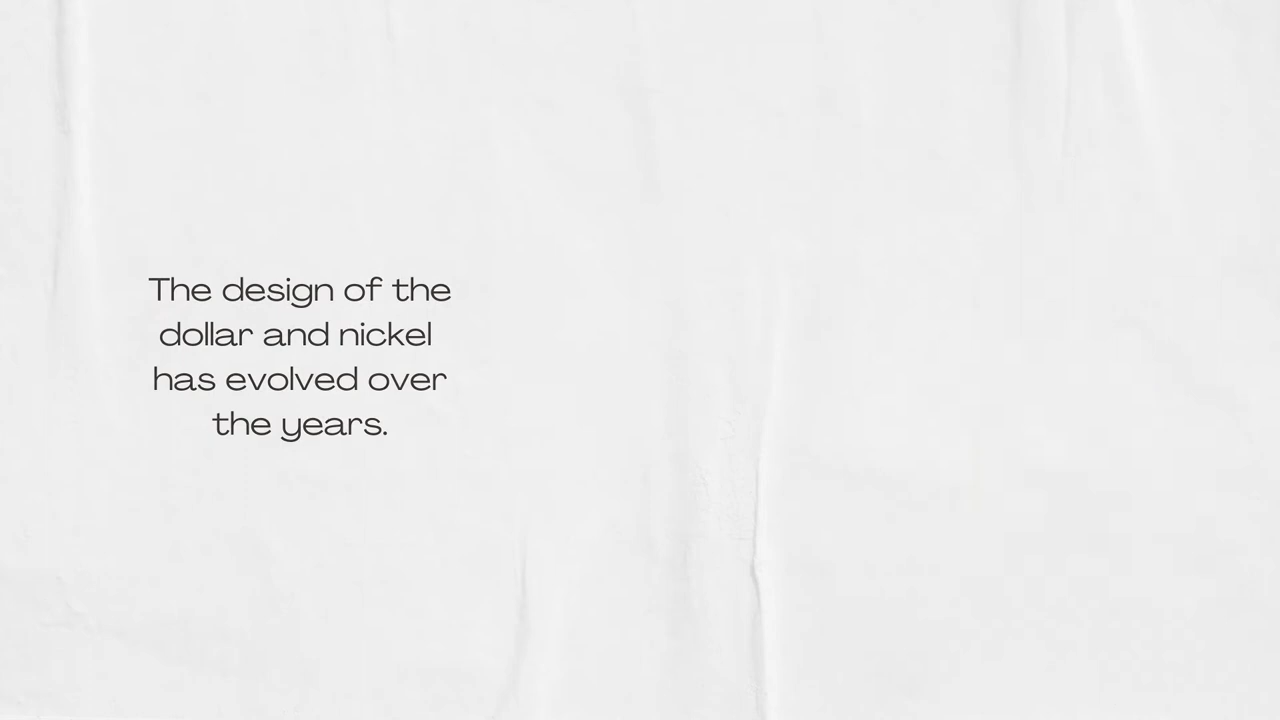 The design of the
dollar and nickel
has evolved over
the years.